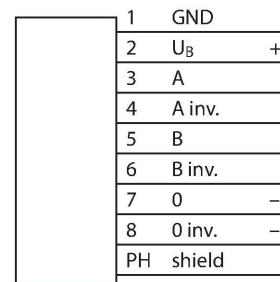 1 GND
2 U_B +
3 A
4 A inv.
5 B
6 B inv.
7 0 –
8 0 inv. –
PH shield